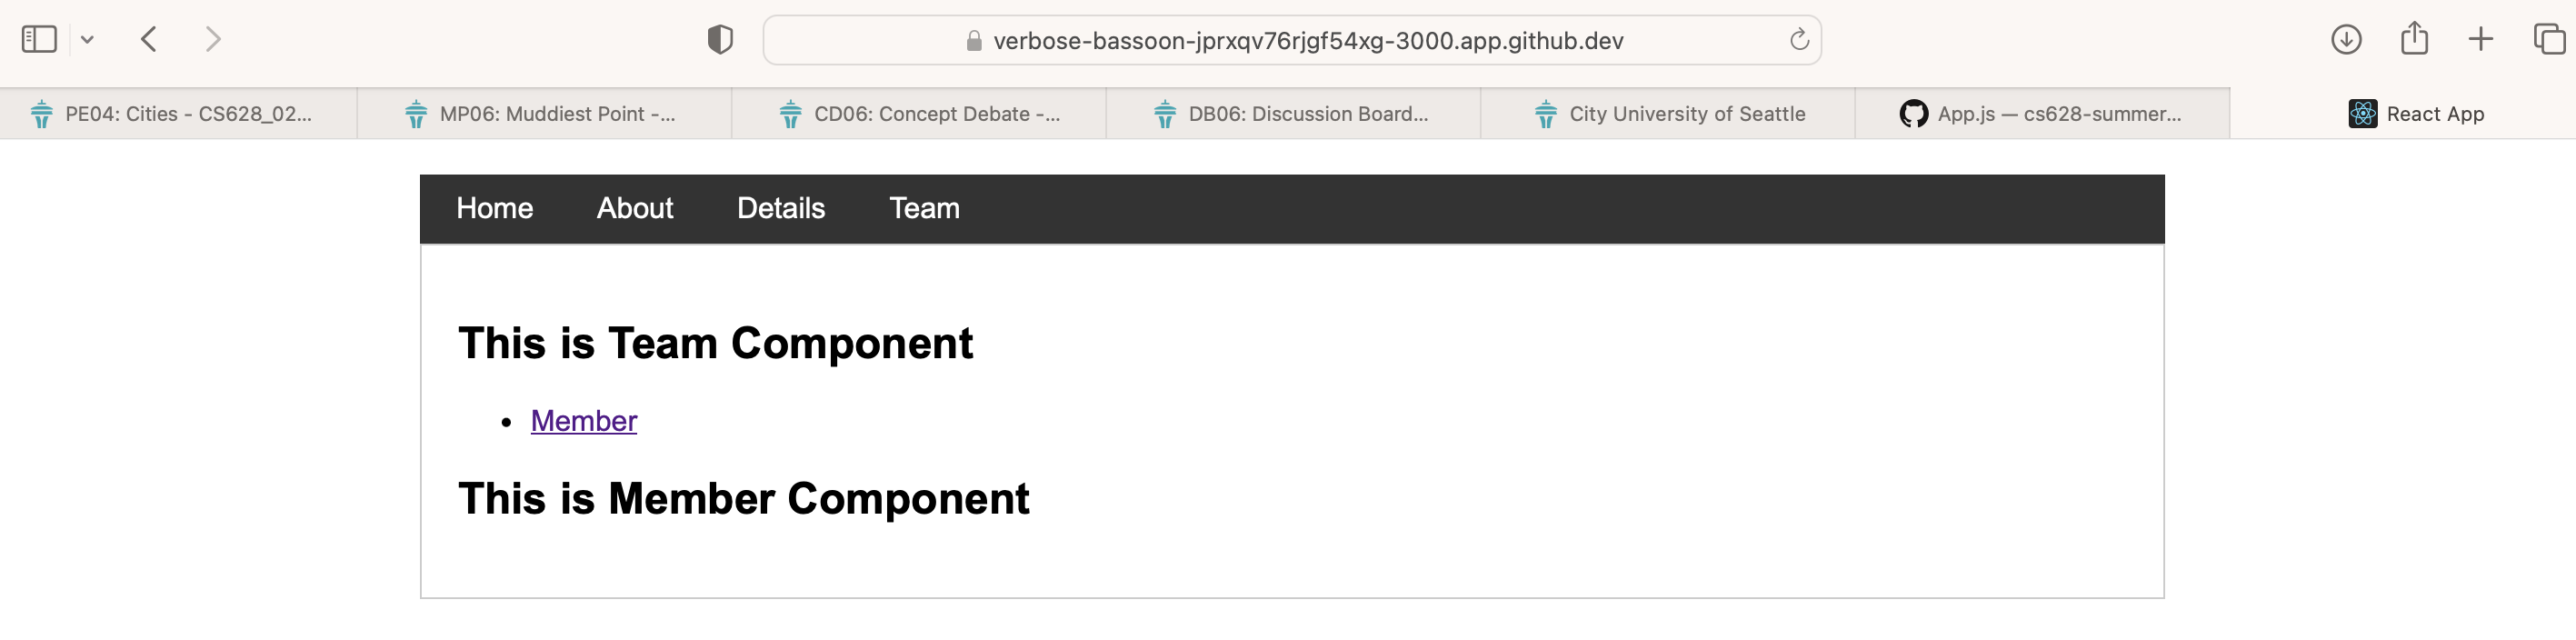 verbose-bassoon-jprxqv76rjgf54xg-3000.app.github.dev
PE04: Cities - CS628_02...
MP06: Muddiest Point -...
CD06: Concept Debate -...
DB06: Discussion Board...
City University of Seattle
App.js — cs628-summer...
React App
Home About Details Team
This is Team Component
• Member
This is Member Component